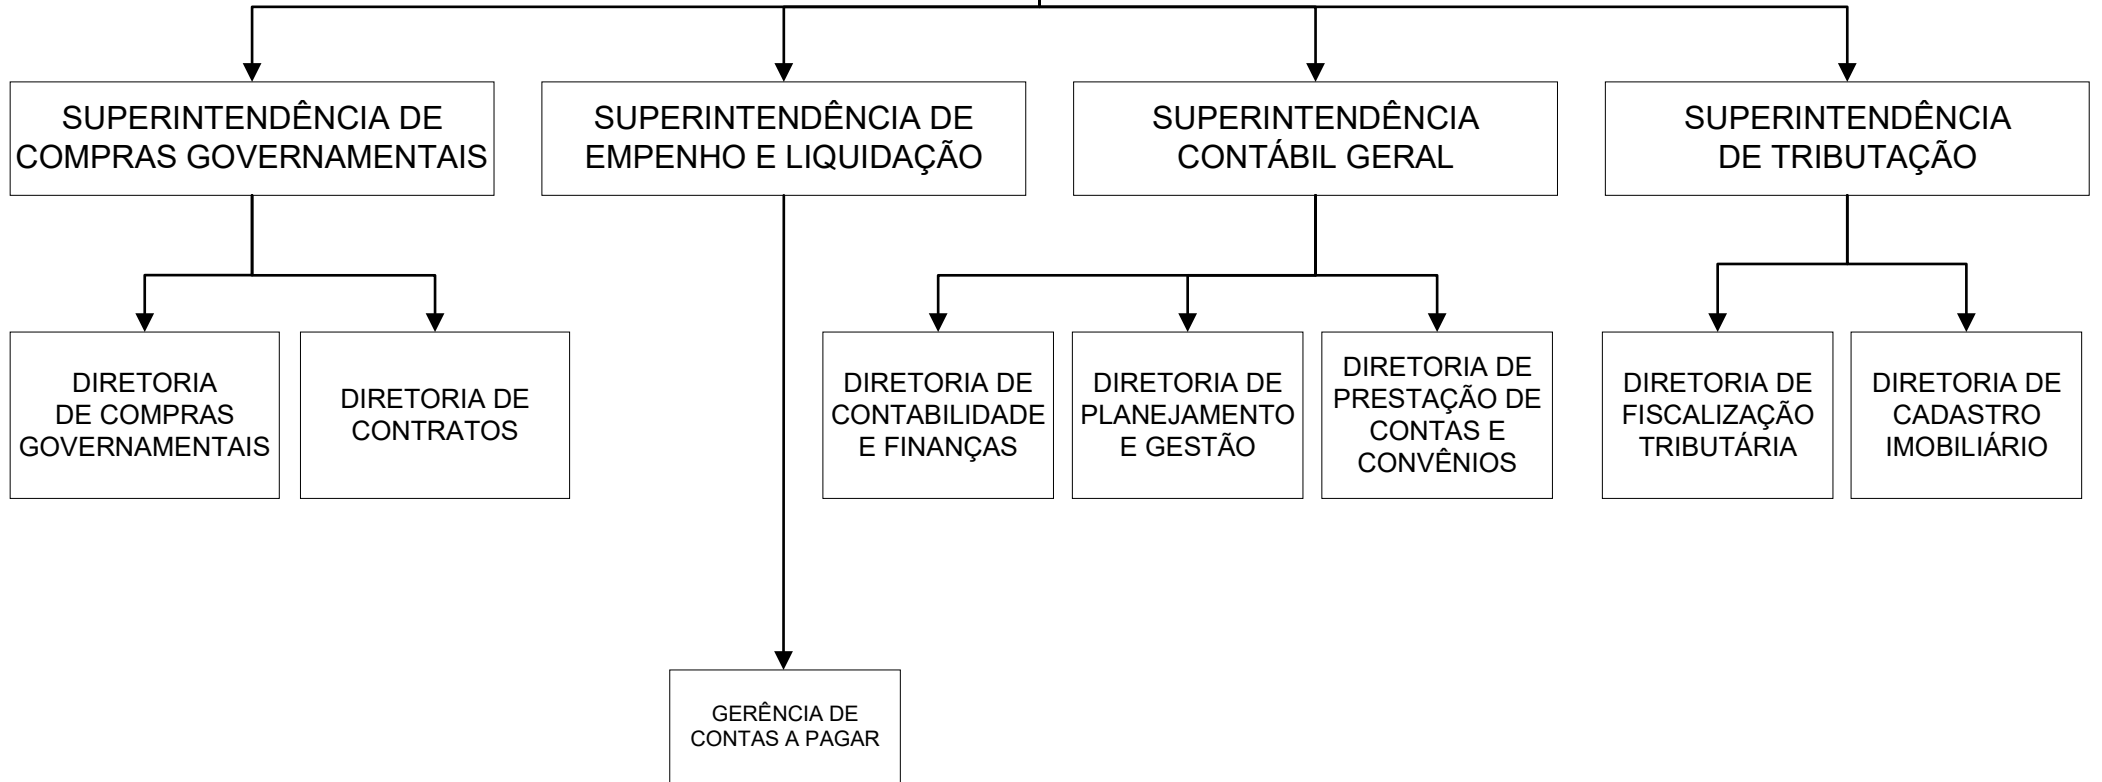 SUPERINTENDÊNCIA DE
COMPRAS GOVERNAMENTAIS
SUPERINTENDÊNCIA DE
EMPENHO E LIQUIDAÇÃO
SUPERINTENDÊNCIA
CONTÁBIL GERAL
SUPERINTENDÊNCIA
DE TRIBUTAÇÃO
DIRETORIA
DE COMPRAS
GOVERNAMENTAIS
DIRETORIA DE
CONTRATOS
DIRETORIA DE
CONTABILIDADE
E FINANÇAS
DIRETORIA DE
PLANEJAMENTO
E GESTÃO
DIRETORIA DE
PRESTAÇÃO DE
CONTAS E
CONVÊNIOS
DIRETORIA DE
FISCALIZAÇÃO
TRIBUTÁRIA
DIRETORIA DE
CADASTRO
IMOBILIÁRIO
GERÊNCIA DE
CONTAS A PAGAR